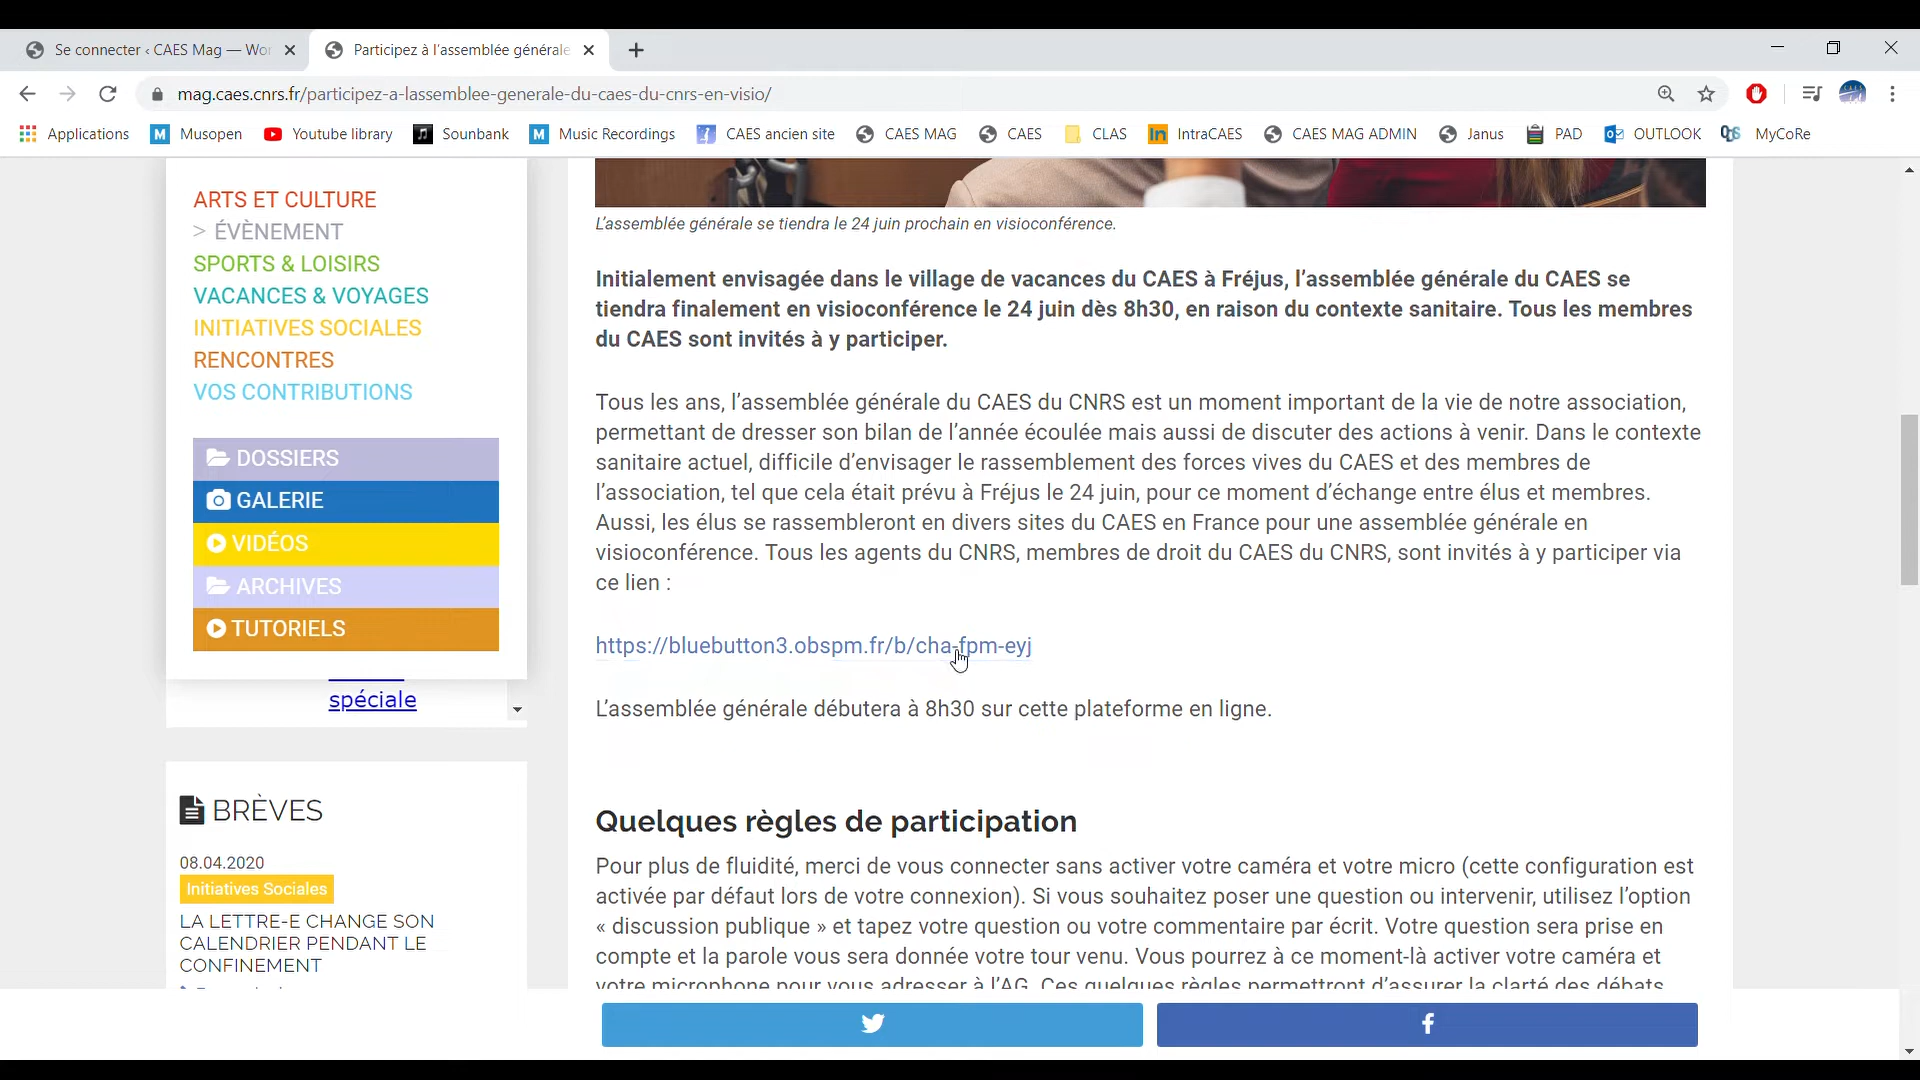 Se connecter ‹ CAES Mag — Wor
Participez à l'assemblée générale
mag.caes.cnrs.fr/participez-a-lassemblee-generale-du-caes-du-cnrs-en-visio/
Applications
Musopen
Youtube library
Sounbank
Music Recordings
CAES ancien site
CAES MAG
CAES
CLAS
IntraCAES
CAES MAG ADMIN
Janus
PAD
OUTLOOK
MyCoRe
ARTS ET CULTURE
> ÉVÈNEMENT
SPORTS & LOISIRS
VACANCES & VOYAGES
INITIATIVES SOCIALES
RENCONTRES
VOS CONTRIBUTIONS
DOSSIERS
GALERIE
VIDÉOS
ARCHIVES
TUTORIELS
spéciale
BRÈVES
08.04.2020
Initiatives Sociales
LA LETTRE-E CHANGE SON
CALENDRIER PENDANT LE
CONFINEMENT
L'assemblée générale se tiendra le 24 juin prochain en visioconférence.
Initialement envisagée dans le village de vacances du CAES à Fréjus, l'assemblée générale du CAES se
tiendra finalement en visioconférence le 24 juin dès 8h30, en raison du contexte sanitaire. Tous les membres
du CAES sont invités à y participer.
Tous les ans, l'assemblée générale du CAES du CNRS est un moment important de la vie de notre association,
permettant de dresser son bilan de l'année écoulée mais aussi de discuter des actions à venir. Dans le contexte
sanitaire actuel, difficile d'envisager le rassemblement des forces vives du CAES et des membres de
l'association, tel que cela était prévu à Fréjus le 24 juin, pour ce moment d'échange entre élus et membres.
Aussi, les élus se rassembleront en divers sites du CAES en France pour une assemblée générale en
visioconférence. Tous les agents du CNRS, membres de droit du CAES du CNRS, sont invités à y participer via
ce lien :
https://bluebutton3.obspm.fr/b/cha-fpm-eyj
L'assemblée générale débutera à 8h30 sur cette plateforme en ligne.
Quelques règles de participation
Pour plus de fluidité, merci de vous connecter sans activer votre caméra et votre micro (cette configuration est
activée par défaut lors de votre connexion). Si vous souhaitez poser une question ou intervenir, utilisez l'option
« discussion publique » et tapez votre question ou votre commentaire par écrit. Votre question sera prise en
compte et la parole vous sera donnée votre tour venu. Vous pourrez à ce moment-là activer votre caméra et
votre microphone pour vous adresser à l'AG. Ces quelques règles permettront d'assurer la clarté des débats